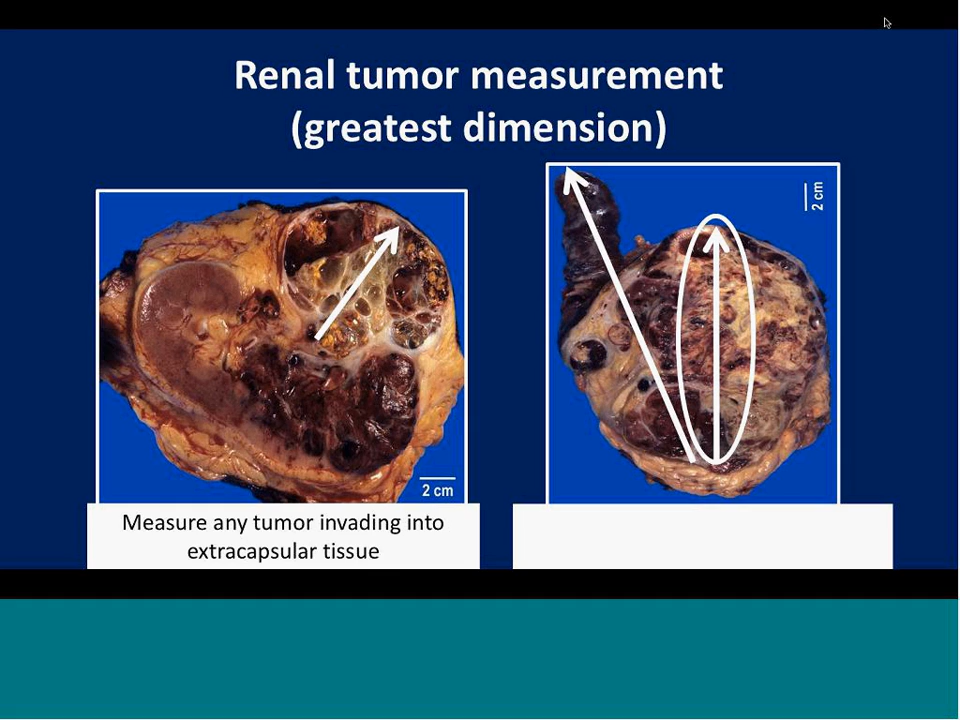 Renal tumor measurement
(greatest dimension)
2 cm
2 cm
Measure any tumor invading into
extracapsular tissue